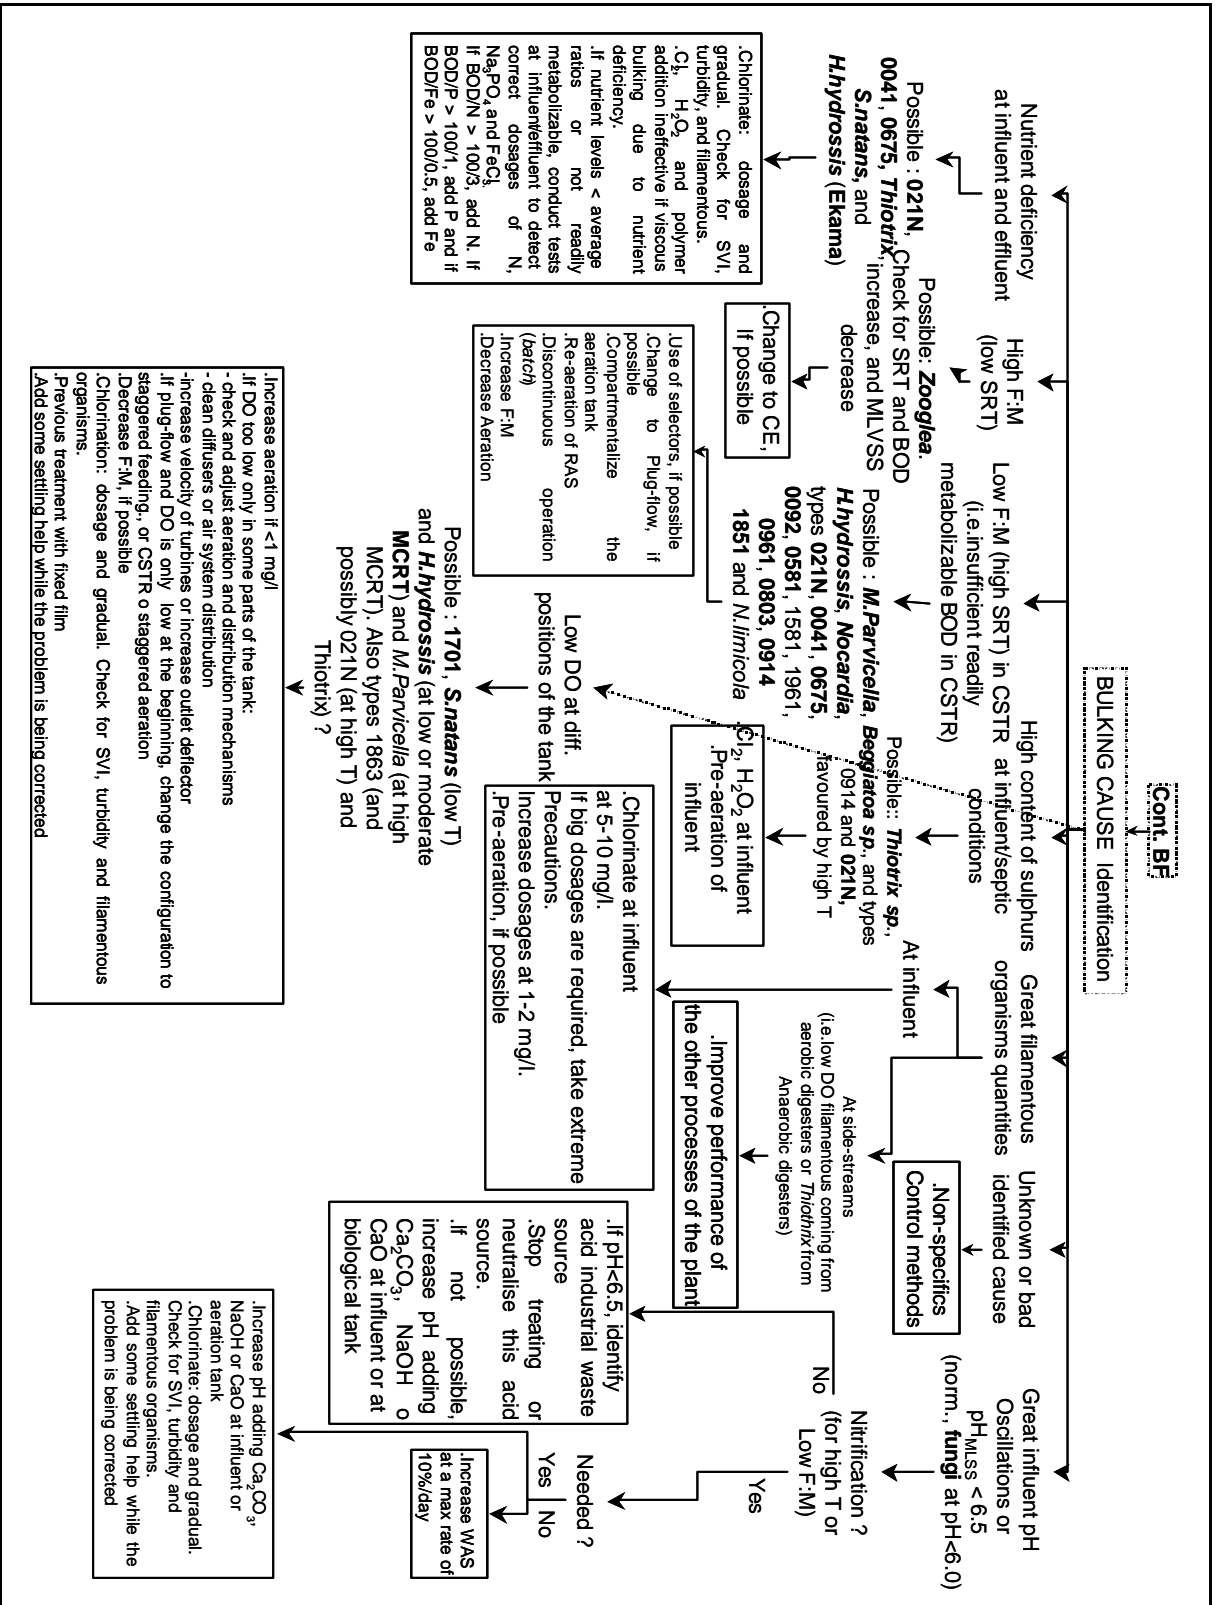 Cont. BF
BULKING CAUSE Identification
Nutrient deficiency
at influent and effluent
Possible : 021N,
0041, 0675, Thiotrix,
S.natans, and
H.hydrossis (Ekama)
.Chlorinate: dosage and
gradual. Check for SVI,
turbidity, and filamentous.
.Cl2, H2O2 and polymer
addition ineffective if viscous
bulking due to nutrient
deficiency.
.If nutrient levels < average
ratios or not readily
metabolizable, conduct tests
at influent/effluent to detect
correct dosages of N,
Na3PO4 and FeCl3.
If BOD/N > 100/3, add N. If
BOD/P > 100/1, add P and if
BOD/Fe > 100/0.5, add Fe
High F:M
(low SRT)
Possible: Zooglea.
Check for SRT and BOD
increase, and MLVSS
decrease
.Change to CE,
If possible
Low F:M (high SRT) in CSTR
(i.e.insufficient readily
metabolizable BOD in CSTR)
Possible : M.Parvicella,
H.hydrossis, Nocardia,
types 021N, 0041, 0675,
0092, 0581, 1581, 1961,
0961, 0803, 0914
1851 and N.limicola
.Use of selectors, if possible
.Change to Plug-flow, if
possible
.Compartmentalize the
aeration tank
.Re-aeration of RAS
.Discontinuous operation
(batch)
.Increase F:M
.Decrease Aeration
Low DO at diff.
positions of the tank
Possible : 1701, S.natans (low T)
and H.hydrossis (at low or moderate
MCRT) and M.Parvicella (at high
MCRT). Also types 1863 (and
possibly 021N (at high T) and
Thiotrix) ?
.Increase aeration if <1 mg/l
.If DO too low only in some parts of the tank:
- check and adjust aeration and distribution mechanisms
- clean diffusers or air system distribution
-increase velocity of turbines or increase outlet deflector
.If plug-flow and DO is only low at the beginning, change the configuration to
staggered feeding., or CSTR o staggered aeration
.Decrease F:M, if possible
.Chlorination: dosage and gradual. Check for SVI, turbidity and filamentous
organisms.
.Previous treatment with fixed film
.Add some settling help while the problem is being corrected
High content of sulphurs
at influent/septic
conditions
Possible:: Thiotrix sp.,
Beggiatoa sp., and types
0914 and 021N,
favoured by high T
.Cl2, H2O2 at influent
.Pre-aeration of
influent
Great filamentous
organisms quantities
At influent
.Chlorinate at influent
at 5-10 mg/l.
If big dosages are required, take extreme
Precautions.
Increase dosages at 1-2 mg/l.
.Pre-aeration, if possible
At side-streams
(i.e.low DO filamentous coming from
aerobic digesters or Thiothrix from
Anaerobic digesters)
.Improve performance of
the other processes of the plant
Unknown or bad
identified cause
.Non-specifics
Control methods
Great influent pH
Oscillations or
pHMLSS < 6.5
(norm., fungi at pH<6.0)
Nitrification ?
(for high T or
Low F:M)
No
Yes
.If pH<6.5, identify
acid industrial waste
source
.Stop treating or
neutralise this acid
source.
.If not possible,
increase pH adding
Ca2CO3, NaOH o
CaO at influent or at
biological tank
Needed ?
Yes No
.Increase WAS
at a max rate of
10%/day
.Increase pH adding Ca2CO3,
NaOH or CaO at influent or
aeration tank
.Chlorinate: dosage and gradual.
Check for SVI, turbidity and
filamentous organisms.
.Add some settling help while the
problem is being corrected